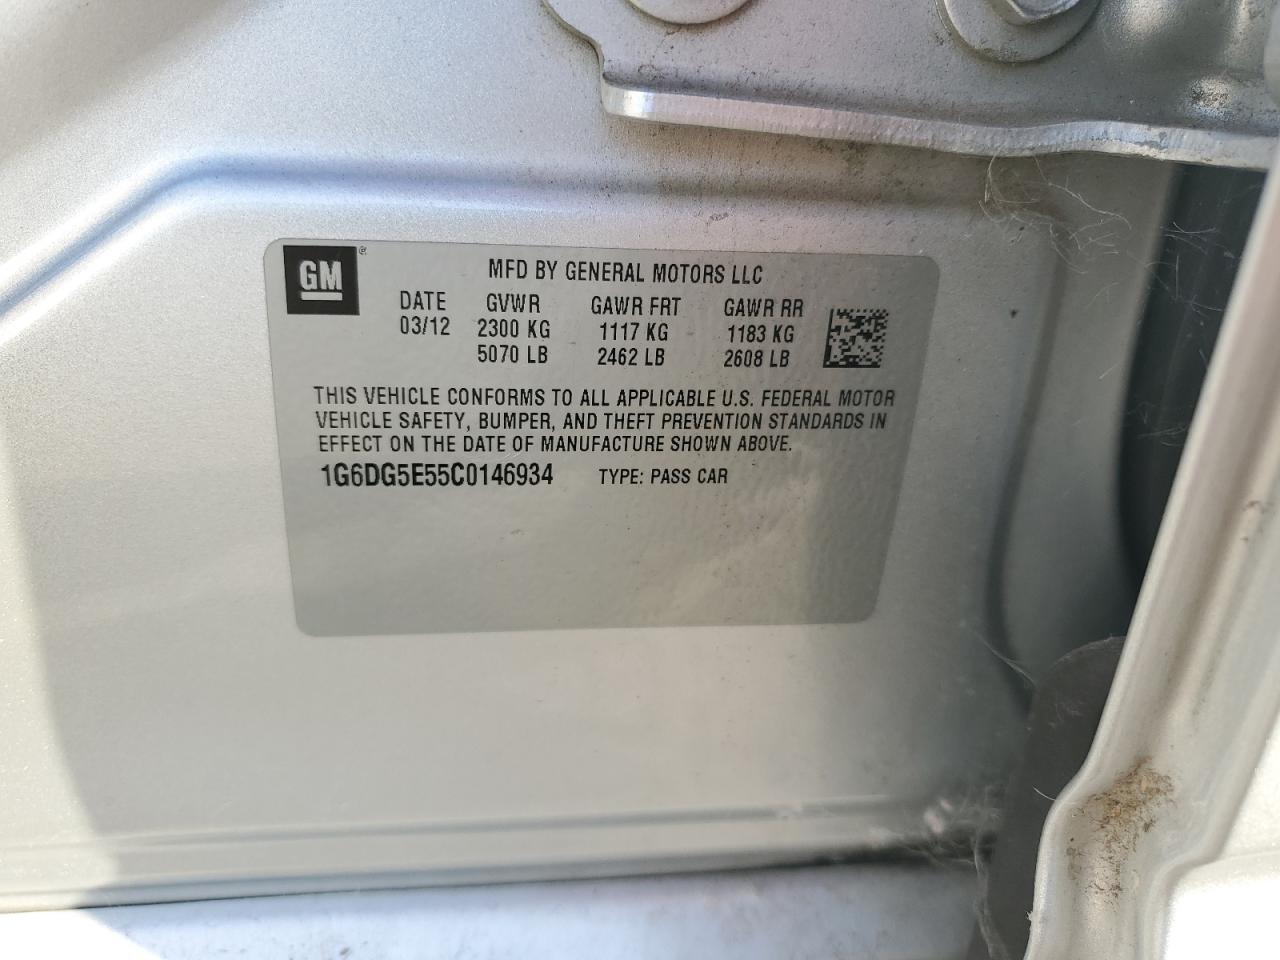 GM®
MFD BY GENERAL MOTORS LLC
DATE GVWR GAWR FRT GAWR RR
03/12 2300 KG 1117 KG 1183 KG
5070 LB 2462 LB 2608 LB
THIS VEHICLE CONFORMS TO ALL APPLICABLE U.S. FEDERAL MOTOR
VEHICLE SAFETY, BUMPER, AND THEFT PREVENTION STANDARDS IN
EFFECT ON THE DATE OF MANUFACTURE SHOWN ABOVE.
1G6DG5E55C0146934 TYPE: PASS CAR